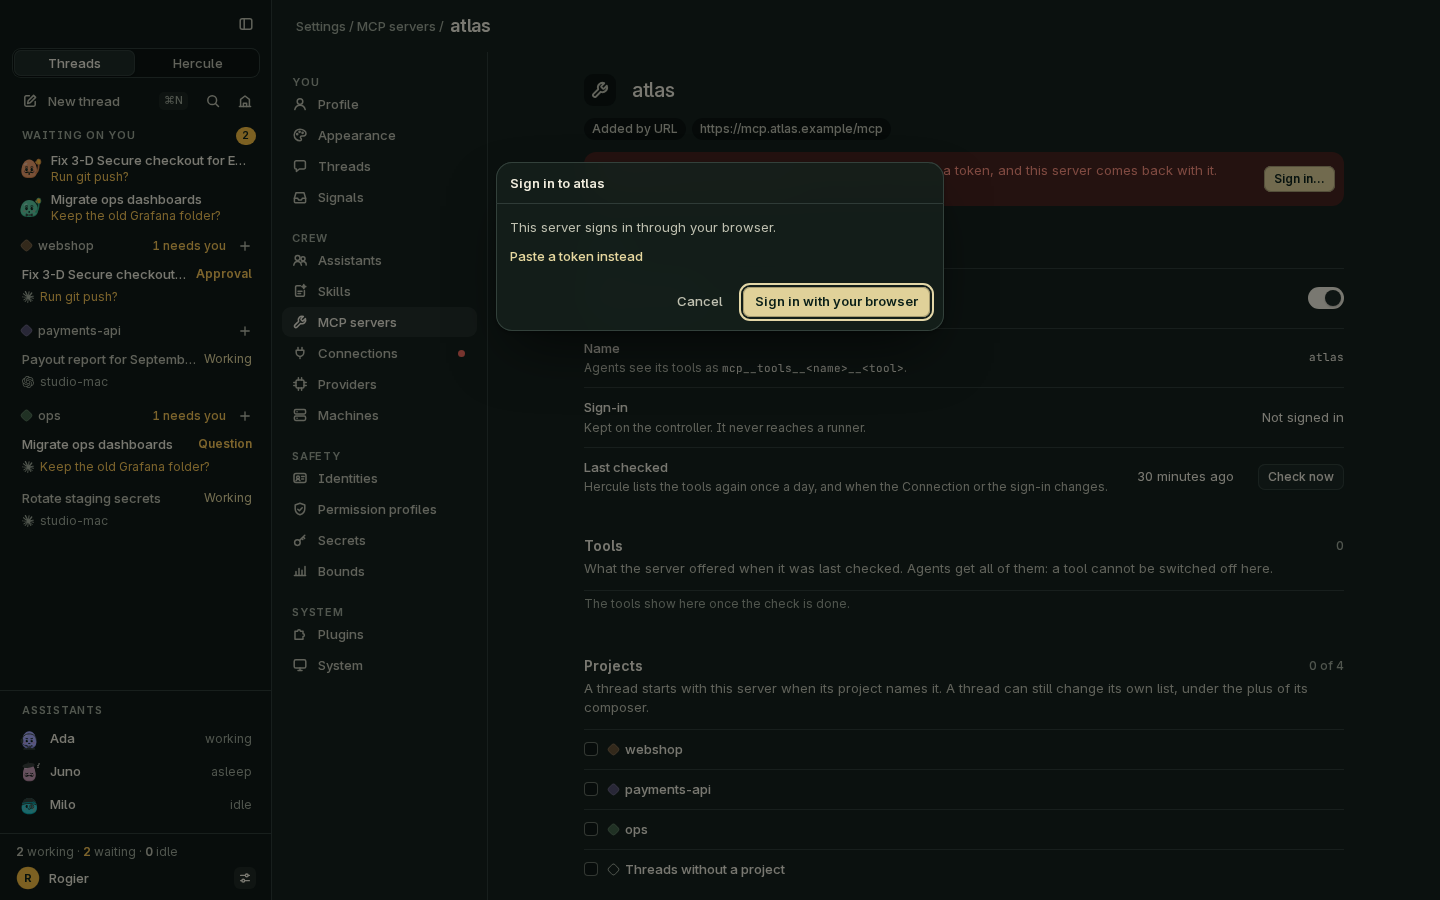 Settings / MCP servers / atlas
Threads
Hercule
New thread
⌘N
WAITING ON YOU
2
Fix 3-D Secure checkout for E…
Run git push?
Migrate ops dashboards
Keep the old Grafana folder?
webshop
1 needs you
Fix 3-D Secure checkout…
Approval
Run git push?
payments-api
Payout report for Septemb…
Working
studio-mac
ops
1 needs you
Migrate ops dashboards
Question
Keep the old Grafana folder?
Rotate staging secrets
Working
studio-mac
ASSISTANTS
Ada
working
Juno
asleep
Milo
idle
2 working · 2 waiting · 0 idle
R
Rogier
YOU
Profile
Appearance
Threads
Signals
CREW
Assistants
Skills
MCP servers
Connections
Providers
Machines
SAFETY
Identities
Permission profiles
Secrets
Bounds
SYSTEM
Plugins
System
atlas
Added by URL
https://mcp.atlas.example/mcp
a token, and this server comes back with it.
Sign in…
Sign in to atlas
This server signs in through your browser.
Paste a token instead
Cancel
Sign in with your browser
Name
Agents see its tools as mcp__tools__<name>__<tool>.
atlas
Sign-in
Kept on the controller. It never reaches a runner.
Not signed in
Last checked
Hercule lists the tools again once a day, and when the Connection or the sign-in changes.
30 minutes ago
Check now
Tools
0
What the server offered when it was last checked. Agents get all of them: a tool cannot be switched off here.
The tools show here once the check is done.
Projects
0 of 4
A thread starts with this server when its project names it. A thread can still change its own list, under the plus of its
composer.
webshop
payments-api
ops
Threads without a project